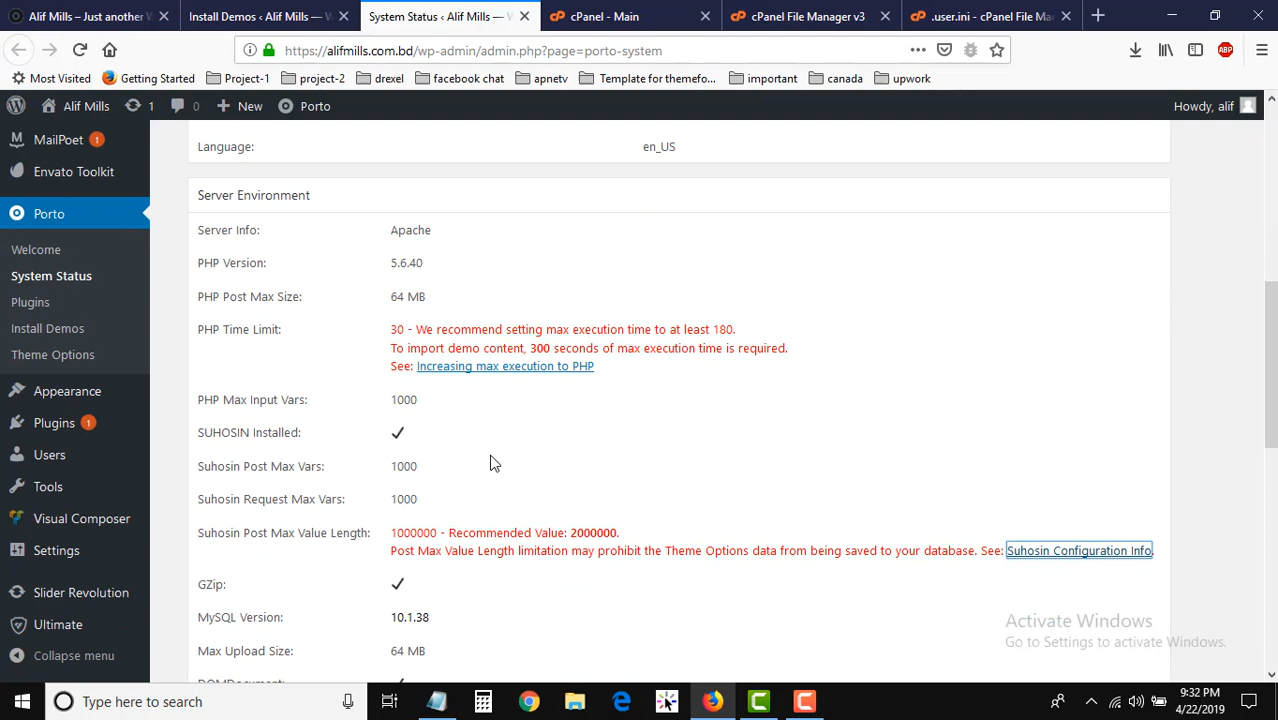 Alif Mills – Just another W
Install Demos ‹ Alif Mills — W
System Status ‹ Alif Mills — W
cPanel - Main
cPanel File Manager v3
.user.ini - cPanel File Ma
https://alifmills.com.bd/wp-admin/admin.php?page=porto-system
ABP
Most Visited
Getting Started
Project-1
project-2
drexel
facebook chat
apnetv
Template for themefo...
important
canada
upwork
Alif Mills
1
0
New
Porto
Howdy, alif
MailPoet 1
Envato Toolkit
Porto
Welcome
System Status
Plugins
Install Demos
Theme Options
Appearance
Plugins 1
Users
Tools
Visual Composer
Settings
Slider Revolution
Ultimate
Collapse menu
Language: en_US
Server Environment
Server Info: Apache
PHP Version: 5.6.40
PHP Post Max Size: 64 MB
PHP Time Limit: 30 - We recommend setting max execution time to at least 180.
To import demo content, 300 seconds of max execution time is required.
See: Increasing max execution to PHP
PHP Max Input Vars: 1000
SUHOSIN Installed: ✔
Suhosin Post Max Vars: 1000
Suhosin Request Max Vars: 1000
Suhosin Post Max Value Length: 1000000 - Recommended Value: 2000000.
Post Max Value Length limitation may prohibit the Theme Options data from being saved to your database. See: Suhosin Configuration Info.
GZip: ✔
MySQL Version: 10.1.38
Max Upload Size: 64 MB
Activate Windows
Go to Settings to activate Windows.
Type here to search
9:32 PM
4/22/2019